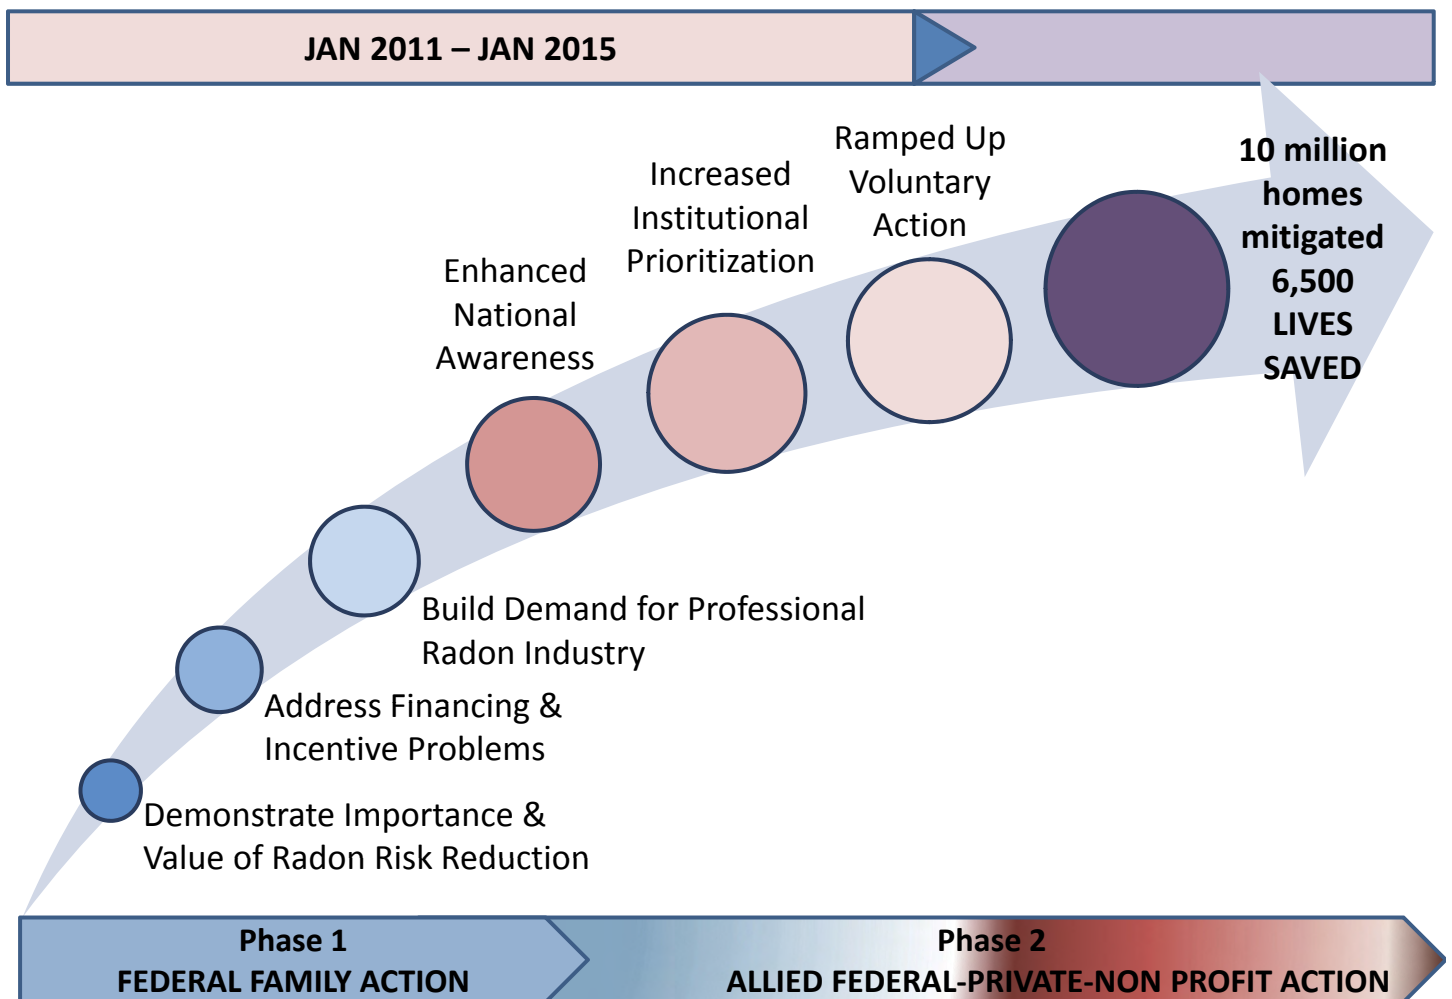 JAN 2011 – JAN 2015
Ramped Up
Voluntary
Action
10 million
homes
mitigated
6,500
LIVES
SAVED
Increased
Institutional
Prioritization
Enhanced
National
Awareness
Build Demand for Professional
Radon Industry
Address Financing &
Incentive Problems
Demonstrate Importance &
Value of Radon Risk Reduction
Phase 1
FEDERAL FAMILY ACTION
Phase 2
ALLIED FEDERAL-PRIVATE-NON PROFIT ACTION